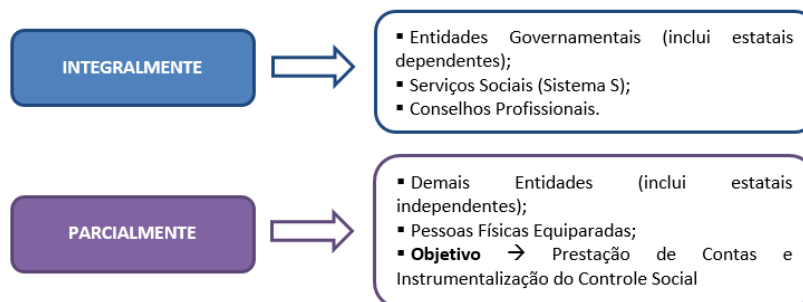 INTEGRALMENTE
▪ Entidades Governamentais (inclui estatais
dependentes);
▪ Serviços Sociais (Sistema S);
▪ Conselhos Profissionais.
PARCIALMENTE
▪ Demais Entidades (inclui estatais
independentes);
▪ Pessoas Físicas Equiparadas;
▪ Objetivo → Prestação de Contas e
Instrumentalização do Controle Social